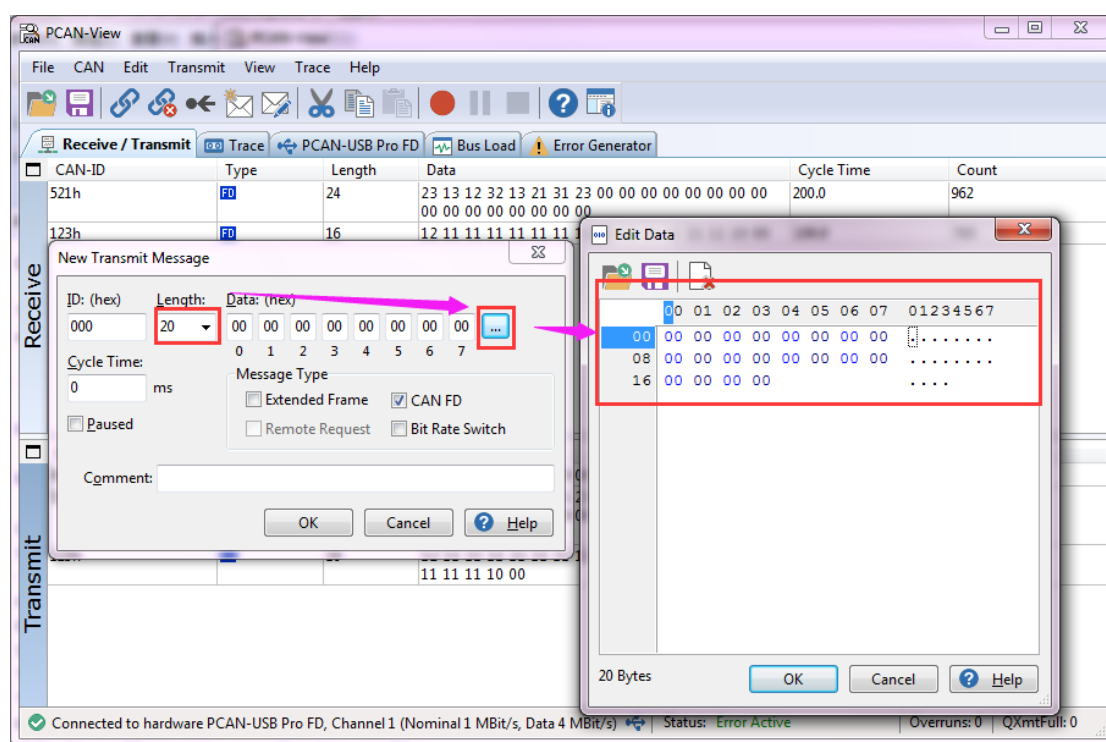 PCAN-View
File CAN Edit Transmit View Trace Help
Receive / Transmit Trace PCAN-USB Pro FD Bus Load Error Generator
CAN-ID Type Length Data Cycle Time Count
521h FD 24 23 13 12 32 13 21 31 23 00 00 00 00 00 00 00 00 200.0 962
00 00 00 00 00 00 00 00
123h FD 16 12 11 11 11 11 11 11
Receive
New Transmit Message
ID: (hex) Length: Data: (hex)
000 20 00 00 00 00 00 00 00 00 ...
0 1 2 3 4 5 6 7
Cycle Time:
0 ms
Message Type
Extended Frame CAN FD
Paused
Remote Request Bit Rate Switch
Comment:
OK Cancel Help
Edit Data
00 01 02 03 04 05 06 07 01234567
00 00 00 00 00 00 00 00 00 ........
08 00 00 00 00 00 00 00 00 ........
16 00 00 00 00 ....
20 Bytes OK Cancel Help
Transmit
11 11 11 10 00
Connected to hardware PCAN-USB Pro FD, Channel 1 (Nominal 1 MBit/s, Data 4 MBit/s) Status: Error Active Overruns: 0 QXmtFull: 0